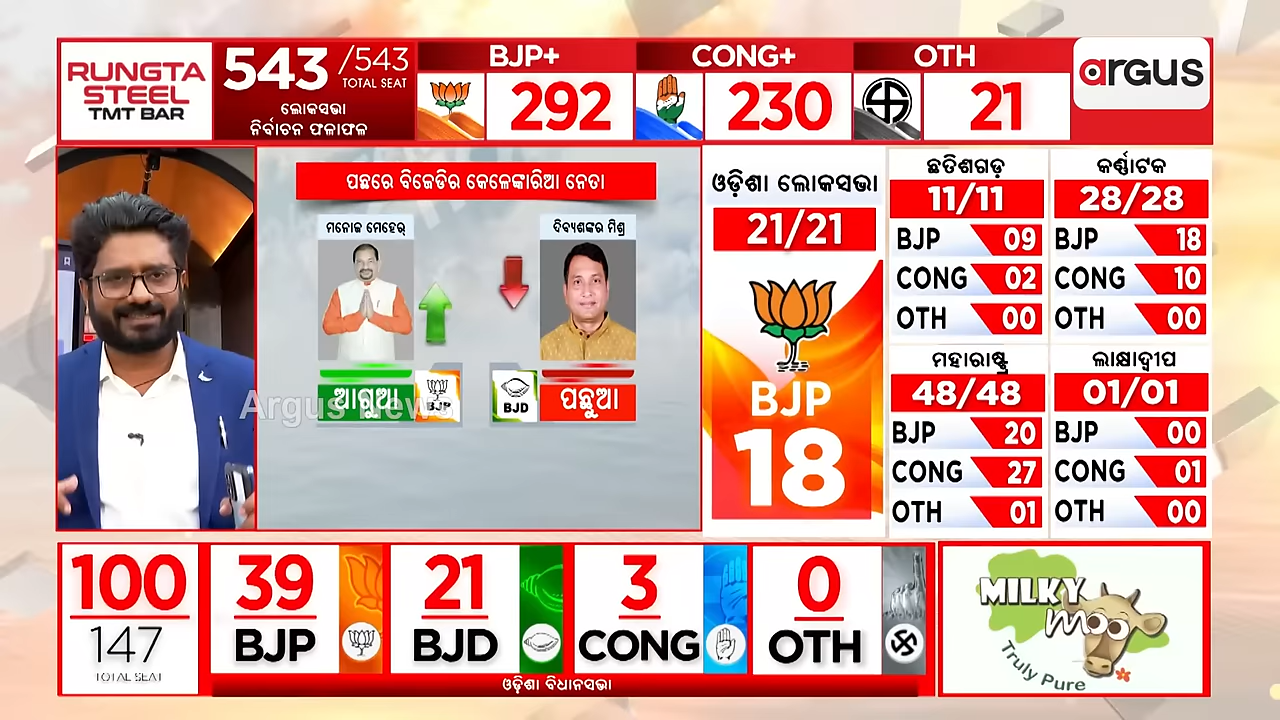 RUNGTA
STEEL
TMT BAR
543/543
TOTAL SEAT
ଲୋକସଭା
ନିର୍ବାଚନ ଫଳାଫଳ
BJP+
292
CONG+
230
OTH
21
argus
ପଛରେ ବିଜେଡିର କେଳେଙ୍କାରିଆ ନେତା
ମନୋଜ ମେହେର୍
ଦିବ୍ୟଶଙ୍କର ମିଶ୍ର
ଆଗୁଆ
BJP
BJD
ପଛୁଆ
Argus News
ଓଡ଼ିଶା ଲୋକସଭା
21/21
BJP
18
ଛତିଶଗଡ଼
11/11
BJP 09
CONG 02
OTH 00
କର୍ଣ୍ଣାଟକ
28/28
BJP 18
CONG 10
OTH 00
ମହାରାଷ୍ଟ୍ର
48/48
BJP 20
CONG 27
OTH 01
ଲାକ୍ଷାଦ୍ୱୀପ
01/01
BJP 00
CONG 01
OTH 00
100
147
TOTAL SEAT
39
BJP
21
BJD
3
CONG
0
OTH
ଓଡ଼ିଶା ବିଧାନସଭା
MILKY
Moo
Truly Pure